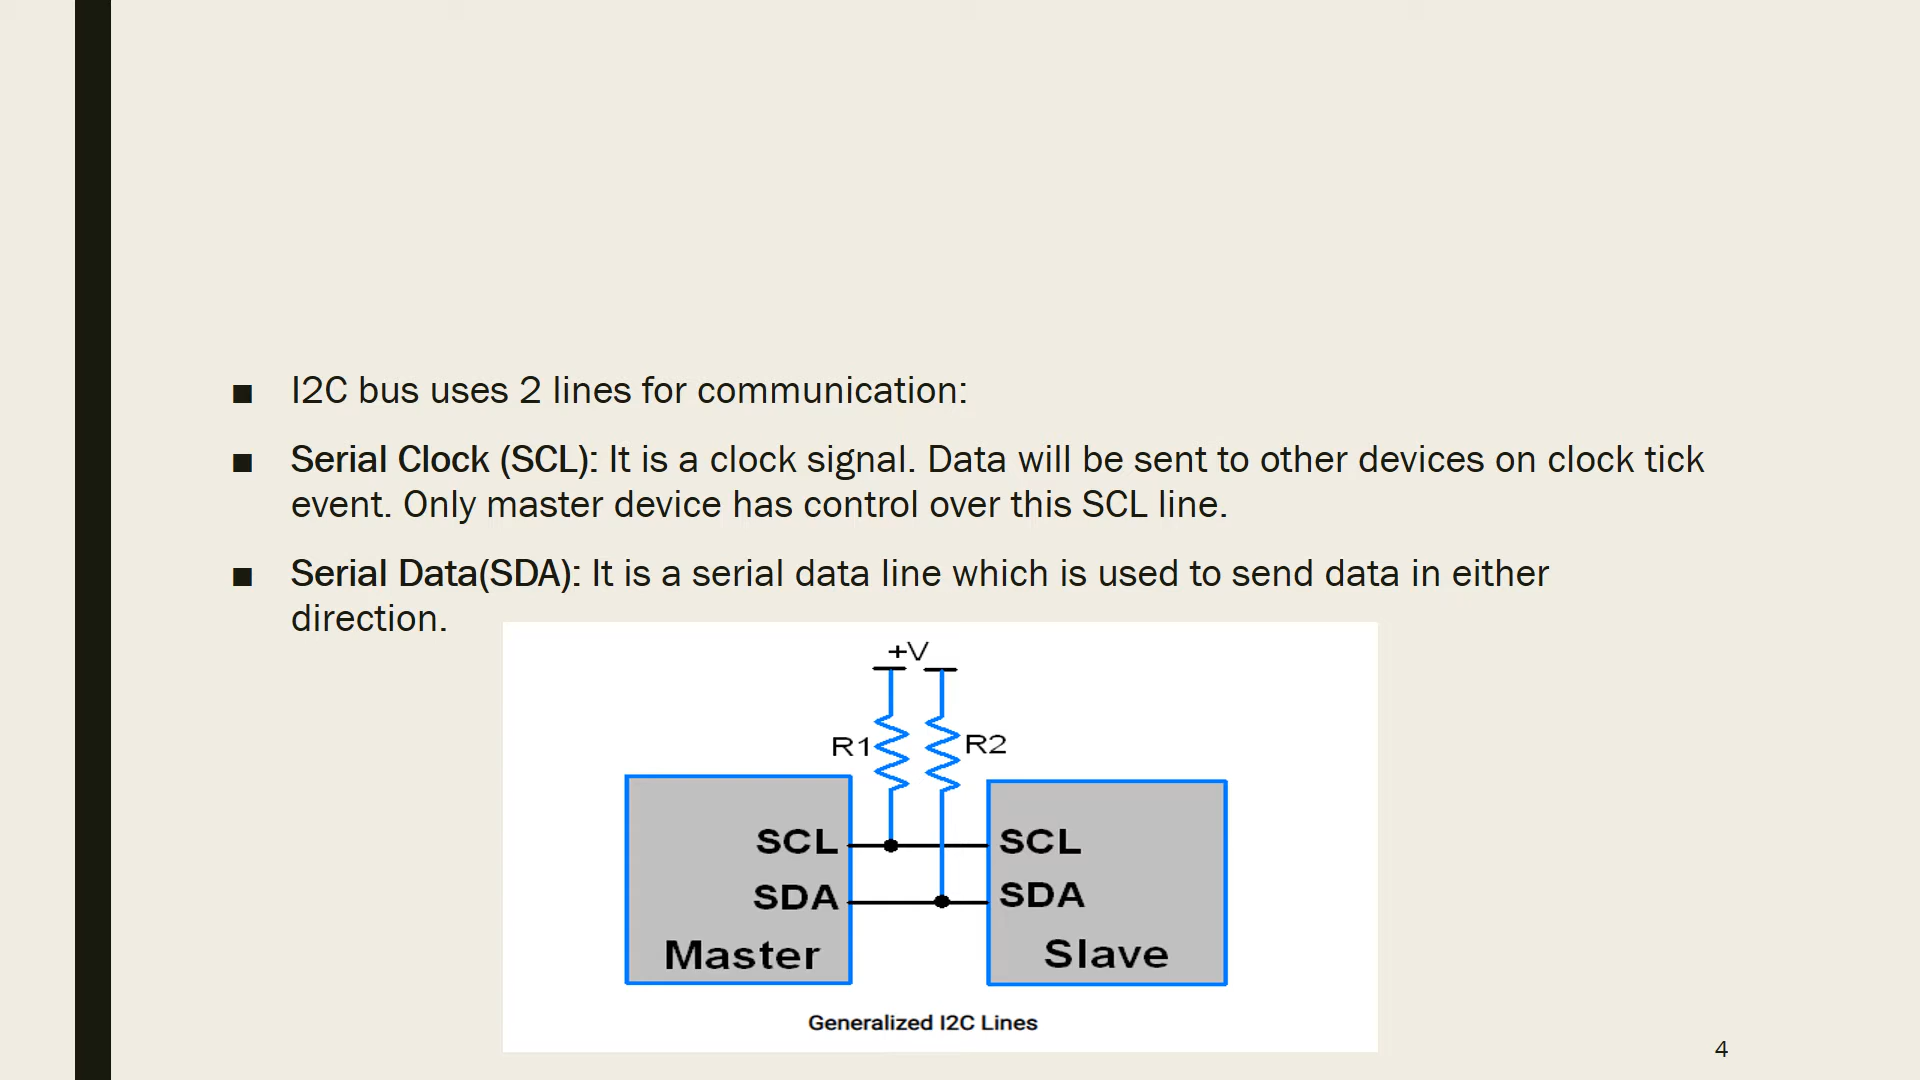 ■ I2C bus uses 2 lines for communication:
■ Serial Clock (SCL): It is a clock signal. Data will be sent to other devices on clock tick
event. Only master device has control over this SCL line.
■ Serial Data(SDA): It is a serial data line which is used to send data in either
direction.
+V
R1 R2
SCL SCL
SDA SDA
Master Slave
Generalized I2C Lines
4